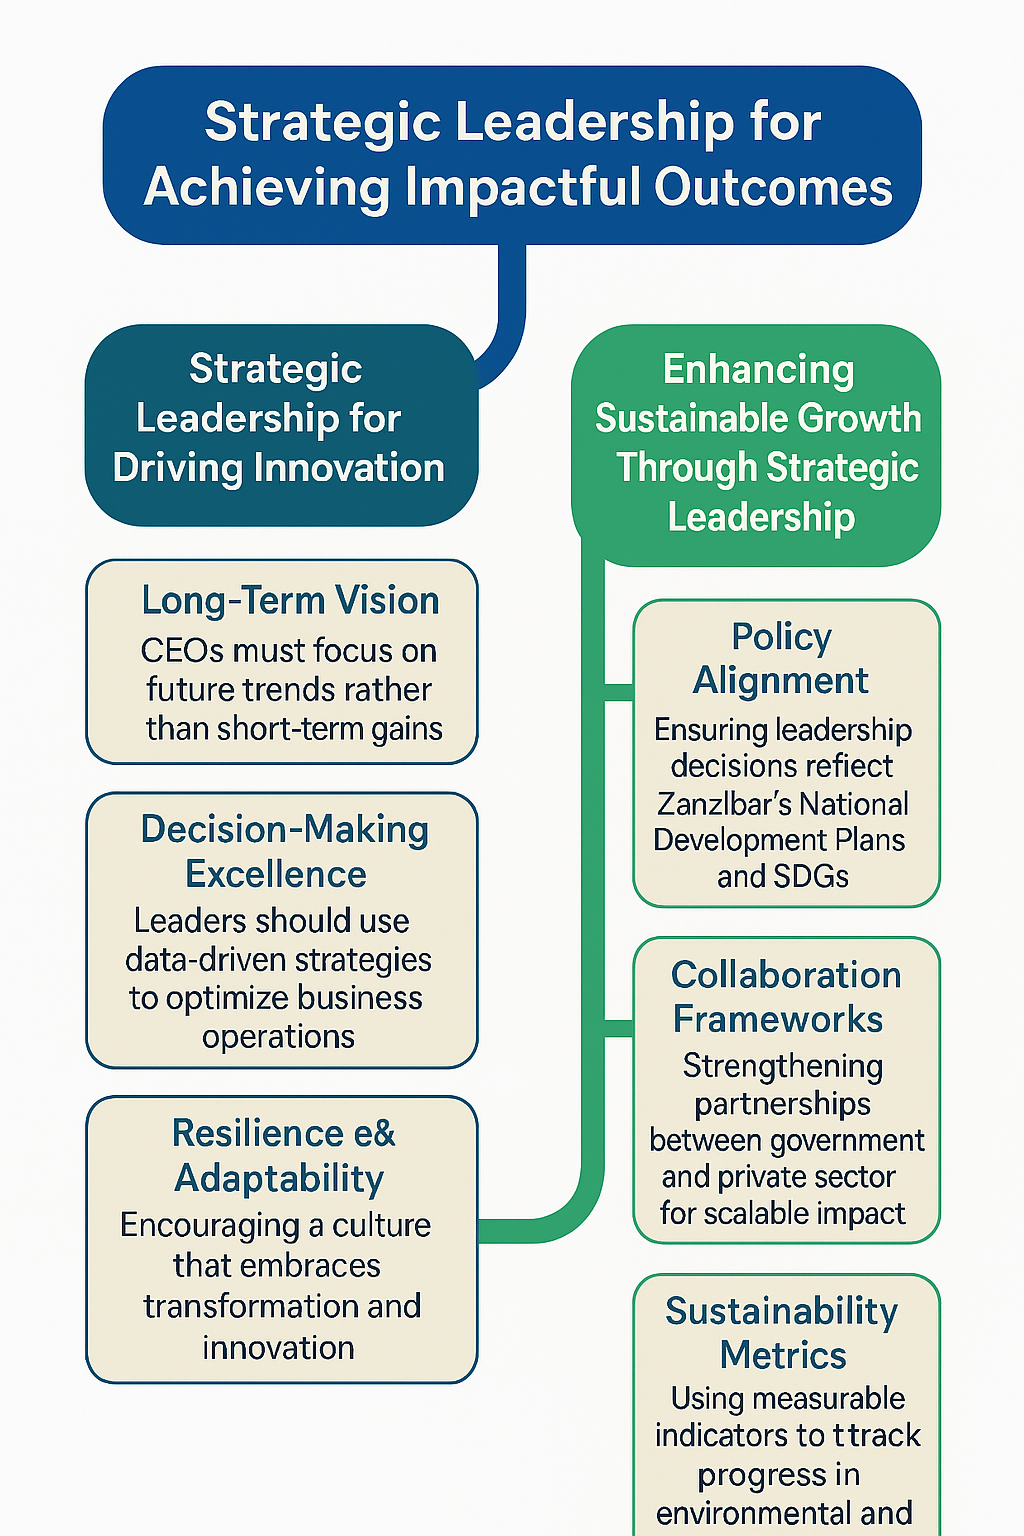 Strategic Leadership for
Achieving Impactful Outcomes
Strategic
Leadership for
Driving Innovation
Long-Term Vision
CEOs must focus on
future trends rather
than short-term gains
Decision-Making
Excellence
Leaders should use
data-driven strategies
to optimize business
operations
Resilience e&
Adaptability
Encouraging a culture
that embraces
transformation and
innovation
Enhancing
Sustainable Growth
Through Strategic
Leadership
Policy
Alignment
Ensuring leadership
decisions refiect
Zanzlbar’s National
Development Plans
and SDGs
Collaboration
Frameworks
Strengthening
partnerships
between government
and private sector
for scalable impact
Sustainability
Metrics
Using measurable
indicators to ttrack
progress in
environmental and